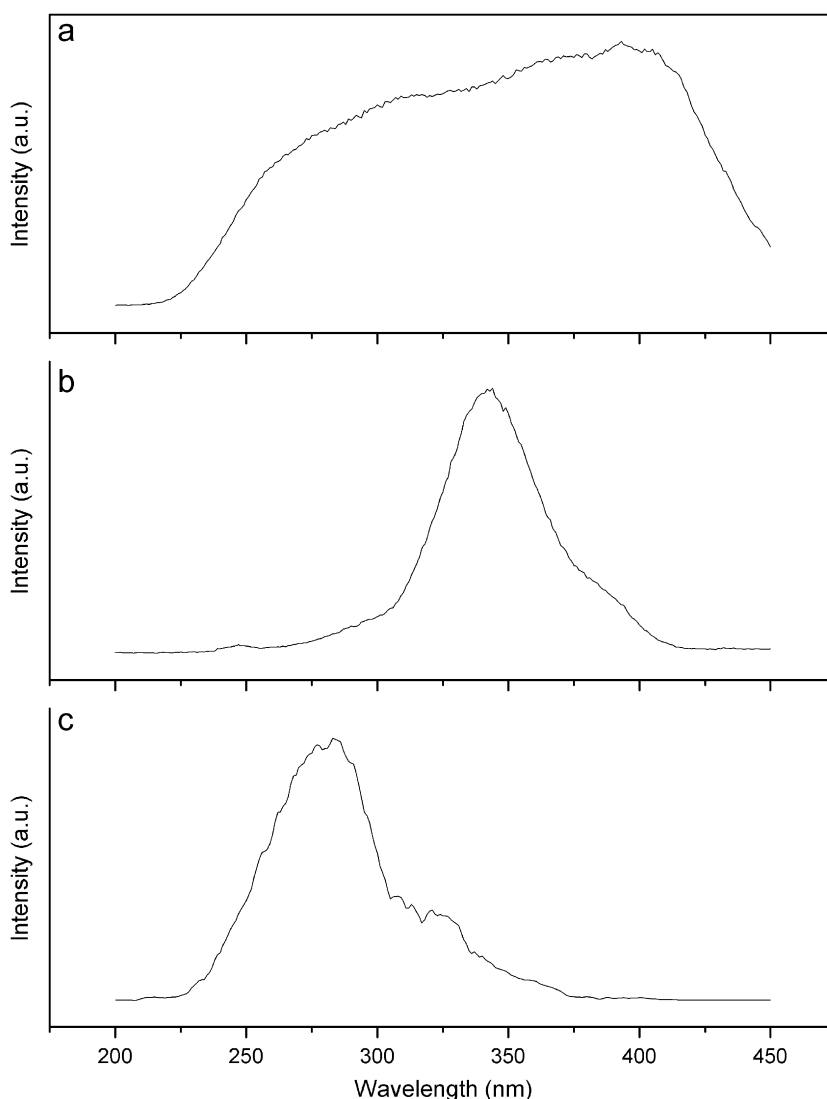 a
Intensity (a.u.)
b
Intensity (a.u.)
c
Intensity (a.u.)
200 250 300 350 400 450
Wavelength (nm)